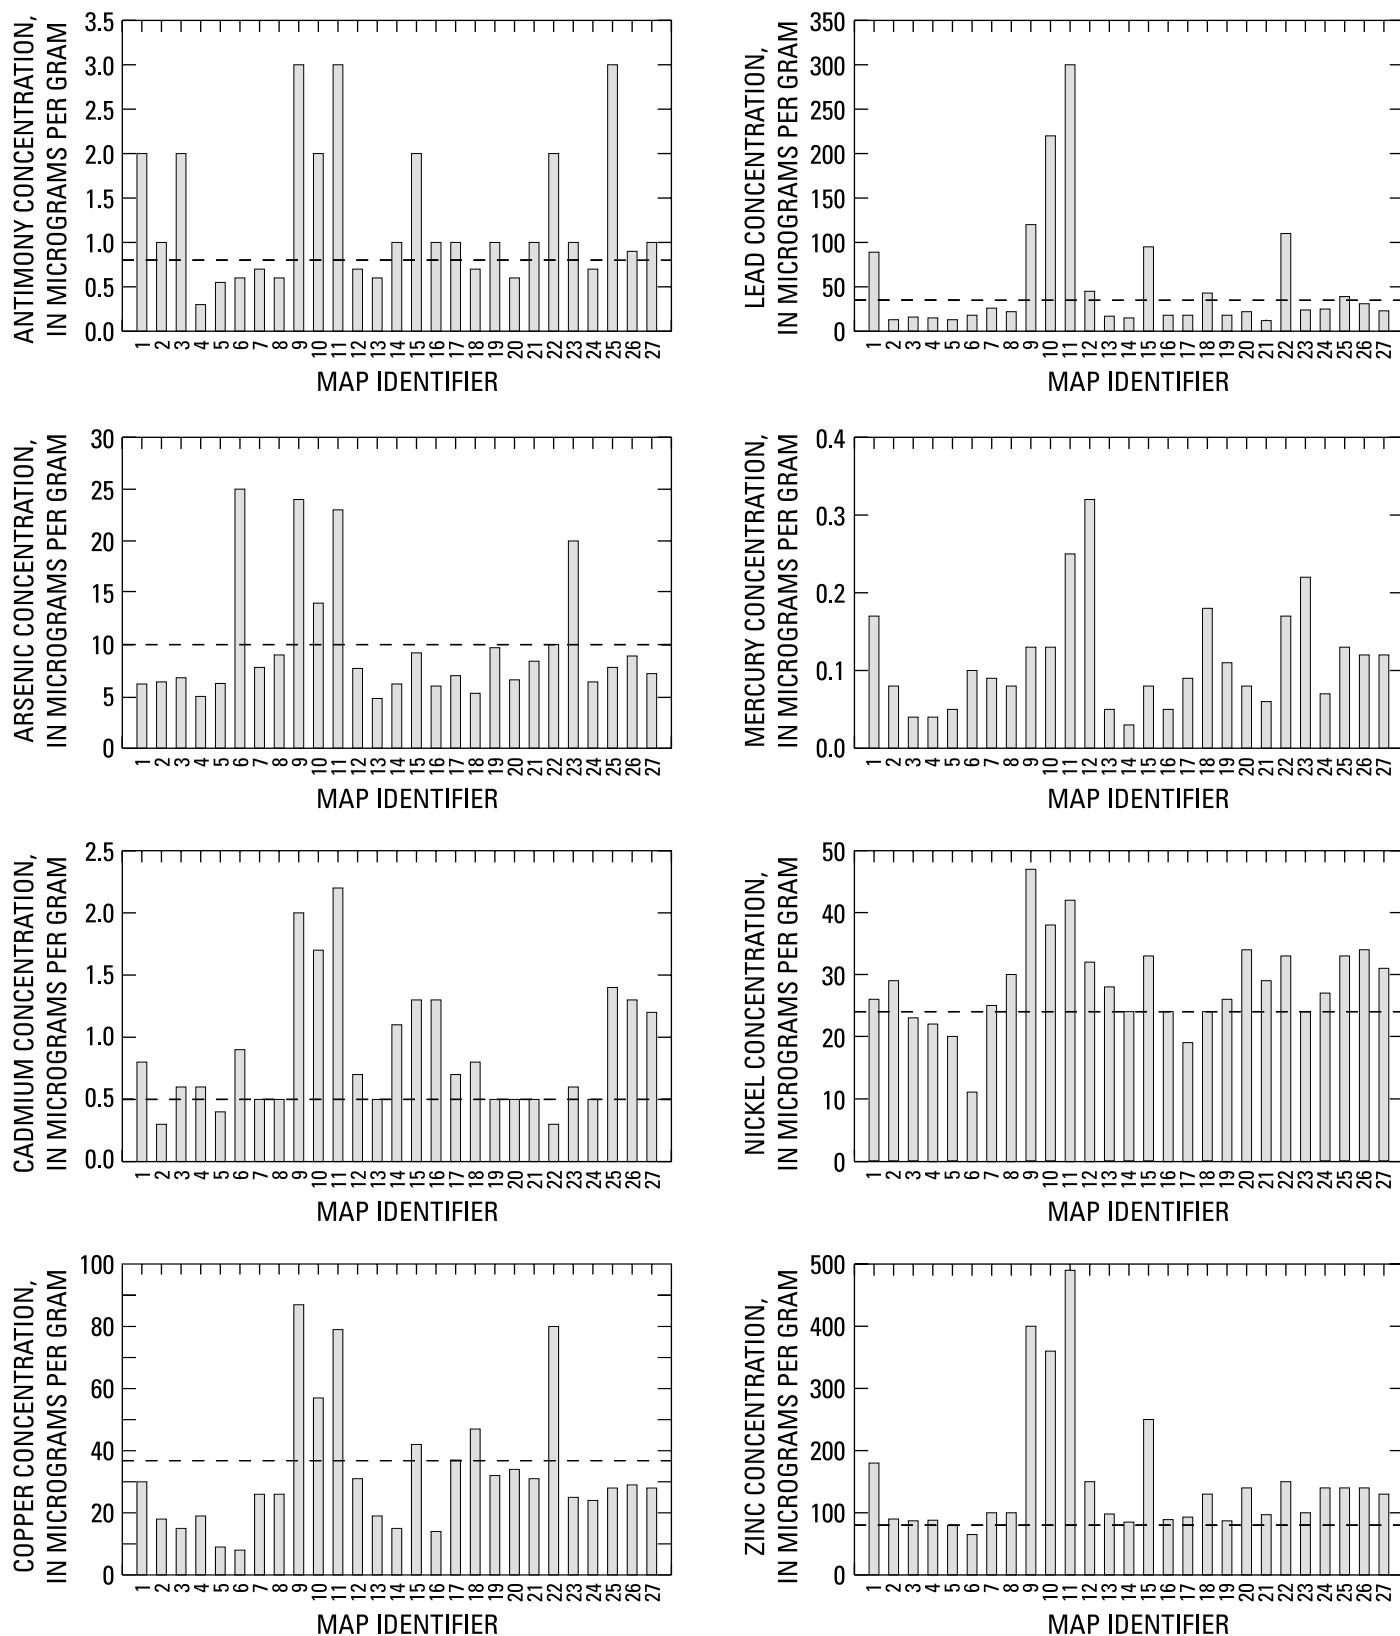 ANTIMONY CONCENTRATION,
IN MICROGRAMS PER GRAM
3.5
3.0
2.5
2.0
1.5
1.0
0.5
0.0
1 2 3 4 5 6 7 8 9 10 11 12 13 14 15 16 17 18 19 20 21 22 23 24 25 26 27
MAP IDENTIFIER
LEAD CONCENTRATION,
IN MICROGRAMS PER GRAM
350
300
250
200
150
100
50
0
1 2 3 4 5 6 7 8 9 10 11 12 13 14 15 16 17 18 19 20 21 22 23 24 25 26 27
MAP IDENTIFIER
ARSENIC CONCENTRATION,
IN MICROGRAMS PER GRAM
30
25
20
15
10
5
0
1 2 3 4 5 6 7 8 9 10 11 12 13 14 15 16 17 18 19 20 21 22 23 24 25 26 27
MAP IDENTIFIER
MERCURY CONCENTRATION,
IN MICROGRAMS PER GRAM
0.4
0.3
0.2
0.1
0.0
1 2 3 4 5 6 7 8 9 10 11 12 13 14 15 16 17 18 19 20 21 22 23 24 25 26 27
MAP IDENTIFIER
CADMIUM CONCENTRATION,
IN MICROGRAMS PER GRAM
2.5
2.0
1.5
1.0
0.5
0.0
1 2 3 4 5 6 7 8 9 10 11 12 13 14 15 16 17 18 19 20 21 22 23 24 25 26 27
MAP IDENTIFIER
NICKEL CONCENTRATION,
IN MICROGRAMS PER GRAM
50
40
30
20
10
0
1 2 3 4 5 6 7 8 9 10 11 12 13 14 15 16 17 18 19 20 21 22 23 24 25 26 27
MAP IDENTIFIER
COPPER CONCENTRATION,
IN MICROGRAMS PER GRAM
100
80
60
40
20
0
1 2 3 4 5 6 7 8 9 10 11 12 13 14 15 16 17 18 19 20 21 22 23 24 25 26 27
MAP IDENTIFIER
ZINC CONCENTRATION,
IN MICROGRAMS PER GRAM
500
400
300
200
100
0
1 2 3 4 5 6 7 8 9 10 11 12 13 14 15 16 17 18 19 20 21 22 23 24 25 26 27
MAP IDENTIFIER